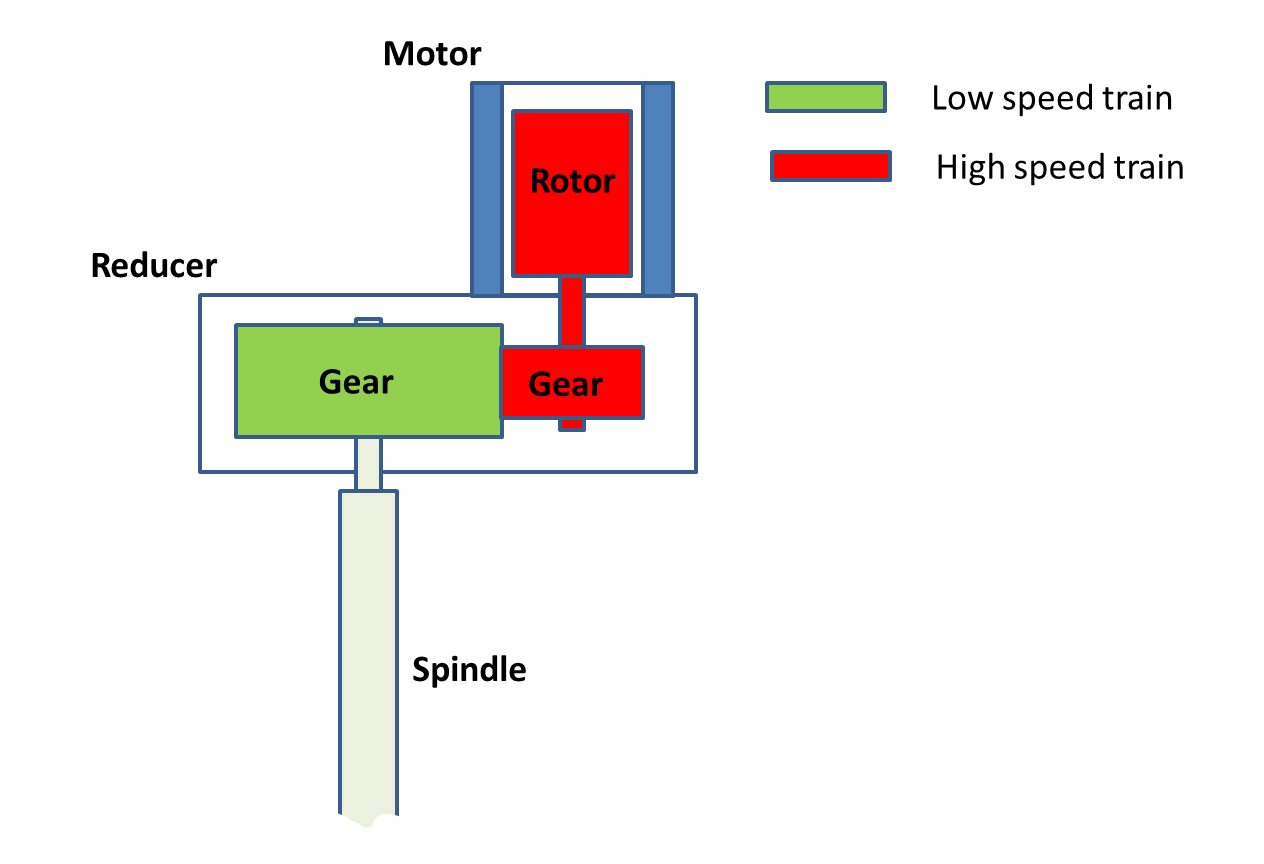 Motor
Low speed train
High speed train
Rotor
Reducer
Gear
Gear
Spindle